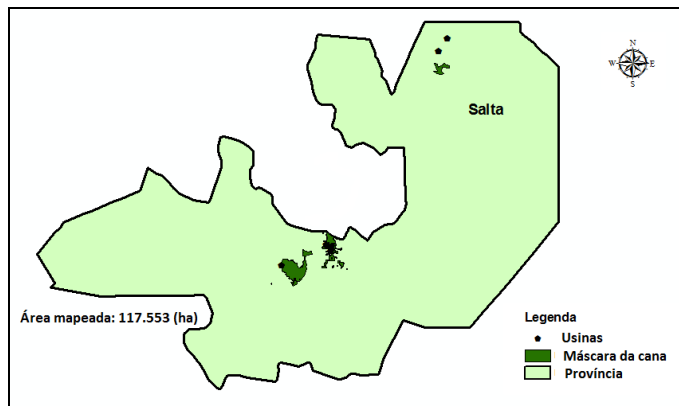 N
W E
S
Salta
Área mapeada: 117.553 (ha)
Legenda
Usinas
Máscara da cana
Província